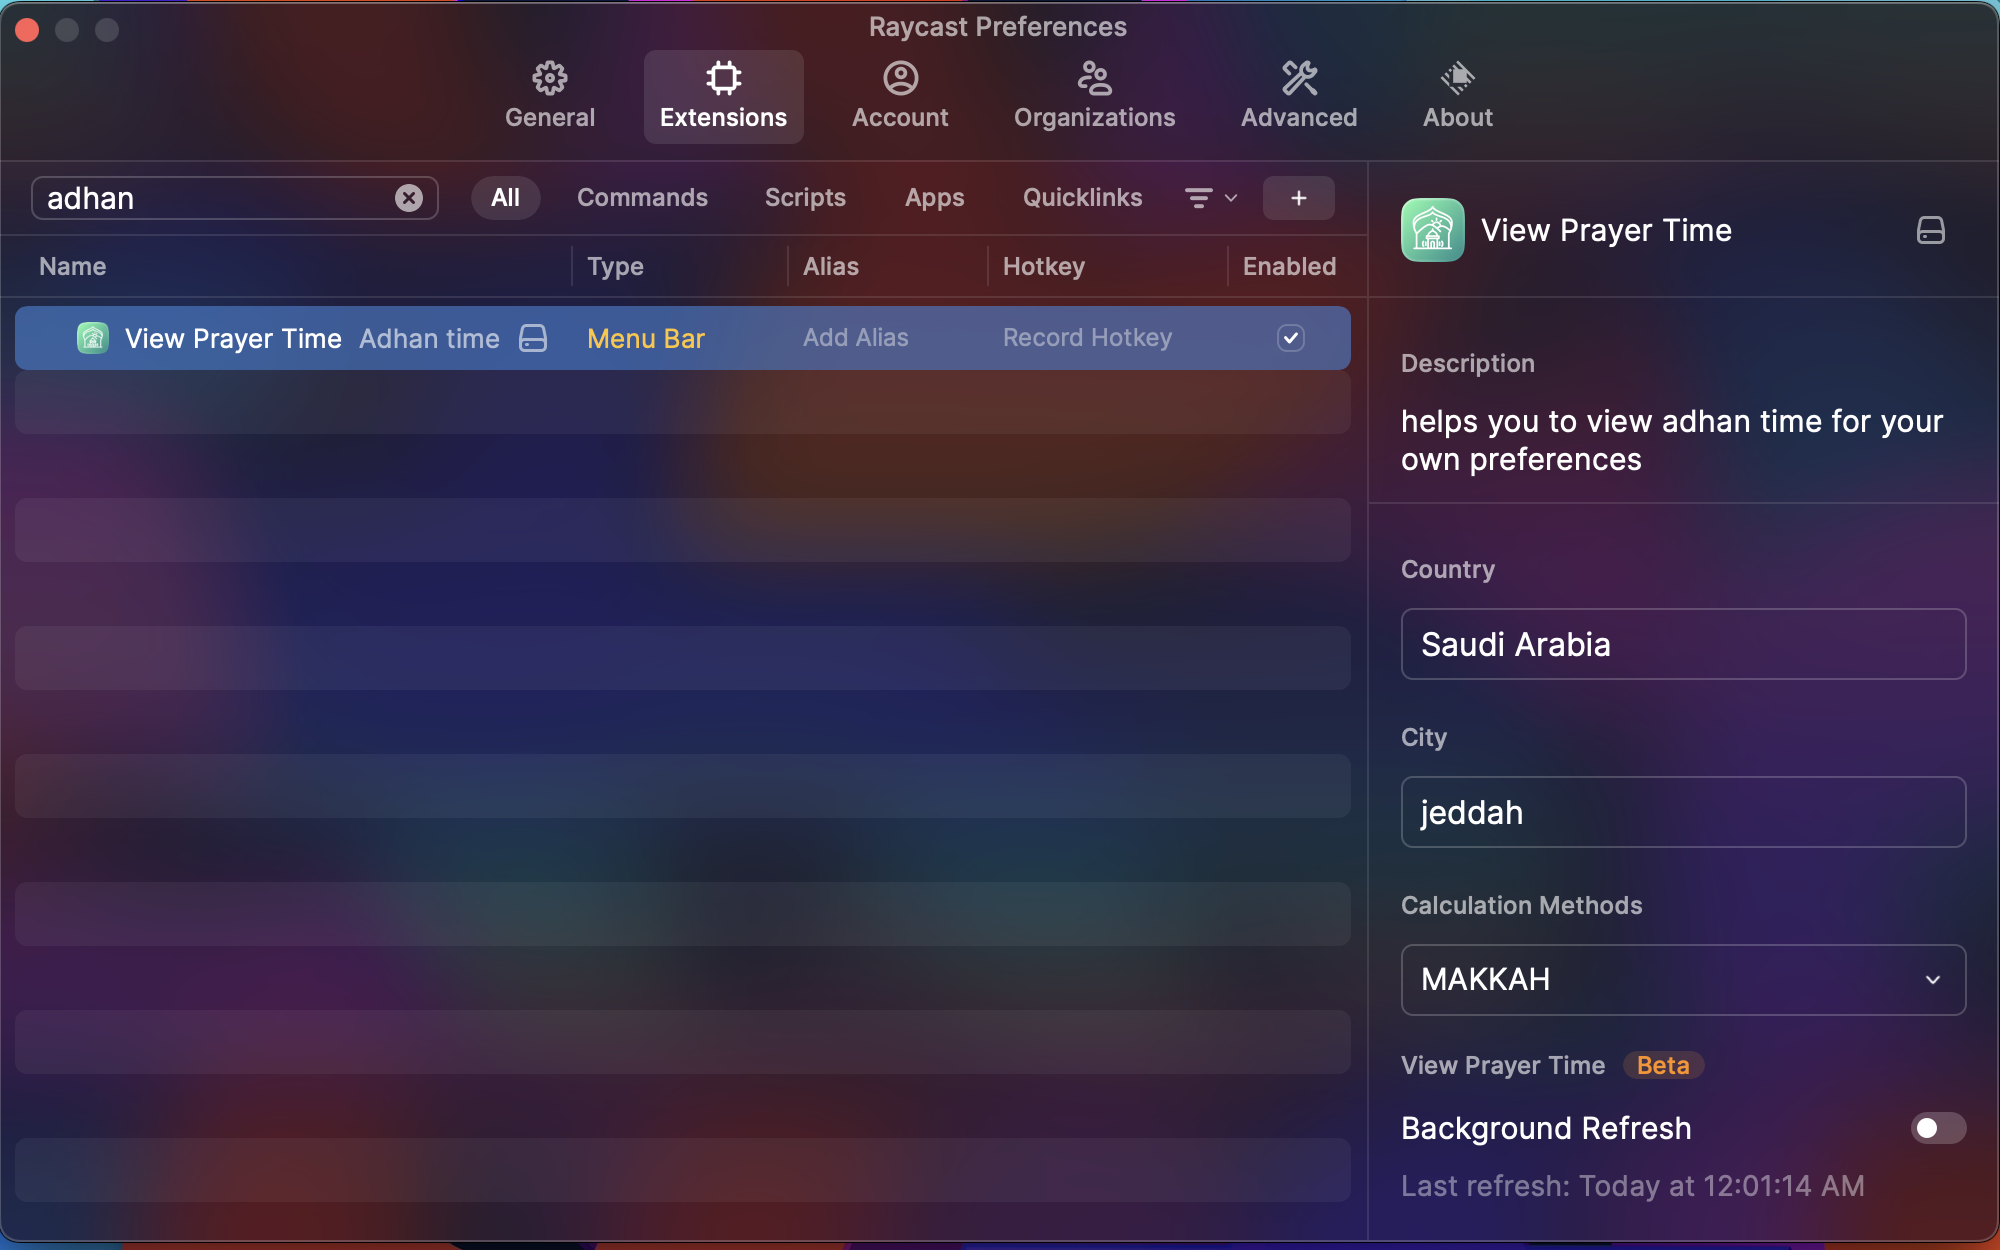 Raycast Preferences
General
Extensions
Account
Organizations
Advanced
About
adhan
All
Commands
Scripts
Apps
Quicklinks
+
Name
Type
Alias
Hotkey
Enabled
View Prayer Time Adhan time
Menu Bar
Add Alias
Record Hotkey
View Prayer Time
Description
helps you to view adhan time for your
own preferences
Country
Saudi Arabia
City
jeddah
Calculation Methods
MAKKAH
View Prayer Time Beta
Background Refresh
Last refresh: Today at 12:01:14 AM